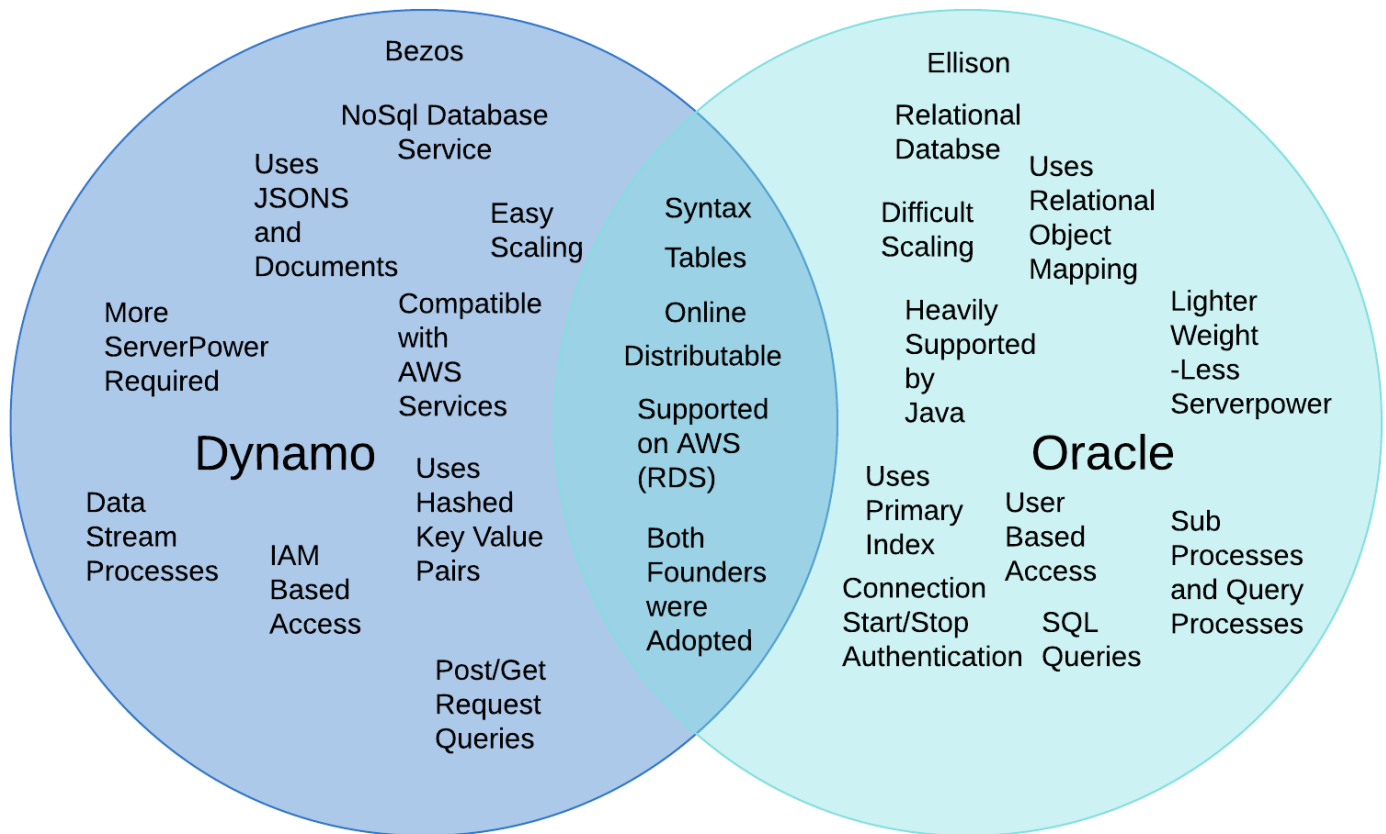 Bezos
NoSql Database
Service
Uses
JSONS
and
Documents
Easy
Scaling
More
ServerPower
Required
Compatible
with
AWS
Services
Dynamo
Data
Stream
Processes
IAM
Based
Access
Uses
Hashed
Key Value
Pairs
Post/Get
Request
Queries
Syntax
Tables
Online
Distributable
Supported
on AWS
(RDS)
Both
Founders
were
Adopted
Ellison
Relational
Databse
Uses
Relational
Object
Mapping
Difficult
Scaling
Heavily
Supported
by
Java
Lighter
Weight
-Less
Serverpower
Oracle
Uses
Primary
Index
User
Based
Access
Sub
Processes
and Query
Processes
Connection
Start/Stop
Authentication
SQL
Queries